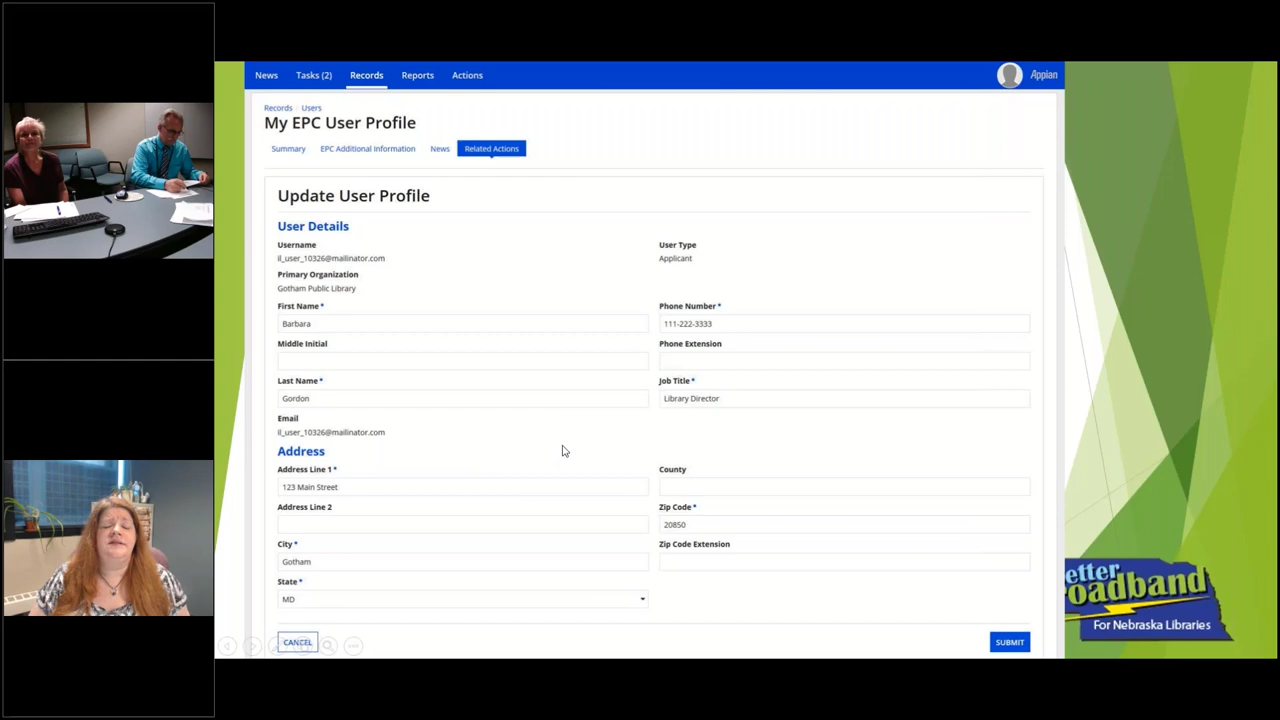 News Tasks (2) Records Reports Actions Appian
Records / Users
My EPC User Profile
Summary EPC Additional Information News Related Actions
Update User Profile
User Details
Username User Type
il_user_10326@mailinator.com Applicant
Primary Organization
Gotham Public Library
First Name * Phone Number *
Barbara 111-222-3333
Middle Initial Phone Extension
Last Name * Job Title *
Gordon Library Director
Email
il_user_10326@mailinator.com
Address
Address Line 1 * County
123 Main Street
Address Line 2 Zip Code *
20850
City * Zip Code Extension
Gotham
State *
MD
CANCEL SUBMIT
etter
roadband
For Nebraska Libraries